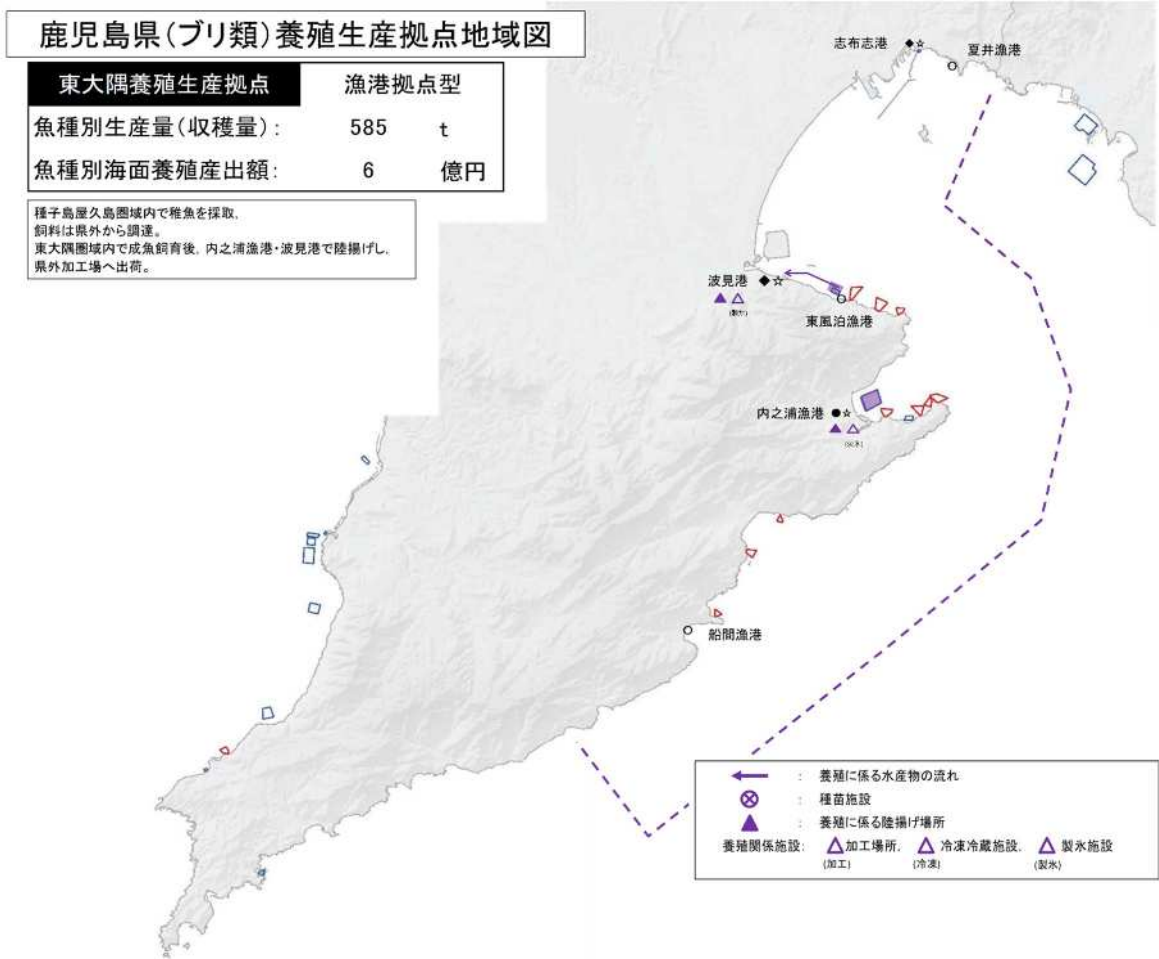 鹿児島県(ブリ類)養殖生産拠点地域図
東大隅養殖生産拠点 漁港拠点型
魚種別生産量(収穫量): 585 t
魚種別海面養殖産出額: 6 億円
種子島屋久島圏域内で稚魚を採取、
飼料は県外から調達。
東大隅圏域内で成魚飼育後、内之浦漁港・波見港で陸揚げし、
県外加工場へ出荷。
志布志港
夏井漁港
波見港
東風泊漁港
内之浦漁港
船間漁港
: 養殖に係る水産物の流れ
: 種苗施設
: 養殖に係る陸揚げ場所
養殖関係施設: 加工場所、 冷凍冷蔵施設、 製氷施設
(加工) (冷凍) (製氷)